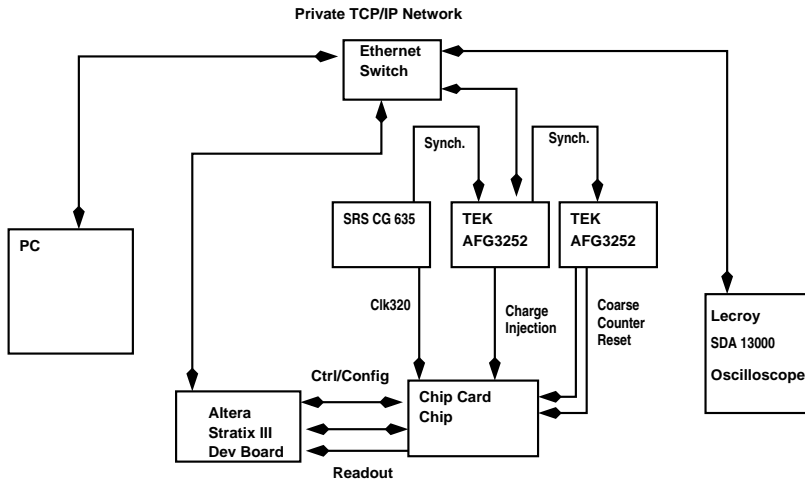 Private TCP/IP Network
Ethernet
Switch
Synch.
Synch.
SRS CG 635
TEK
AFG3252
TEK
AFG3252
PC
Clk320
Charge
Injection
Coarse
Counter
Reset
Lecroy
SDA 13000
Oscilloscope
Ctrl/Config
Altera
Stratix III
Dev Board
Chip Card
Chip
Readout